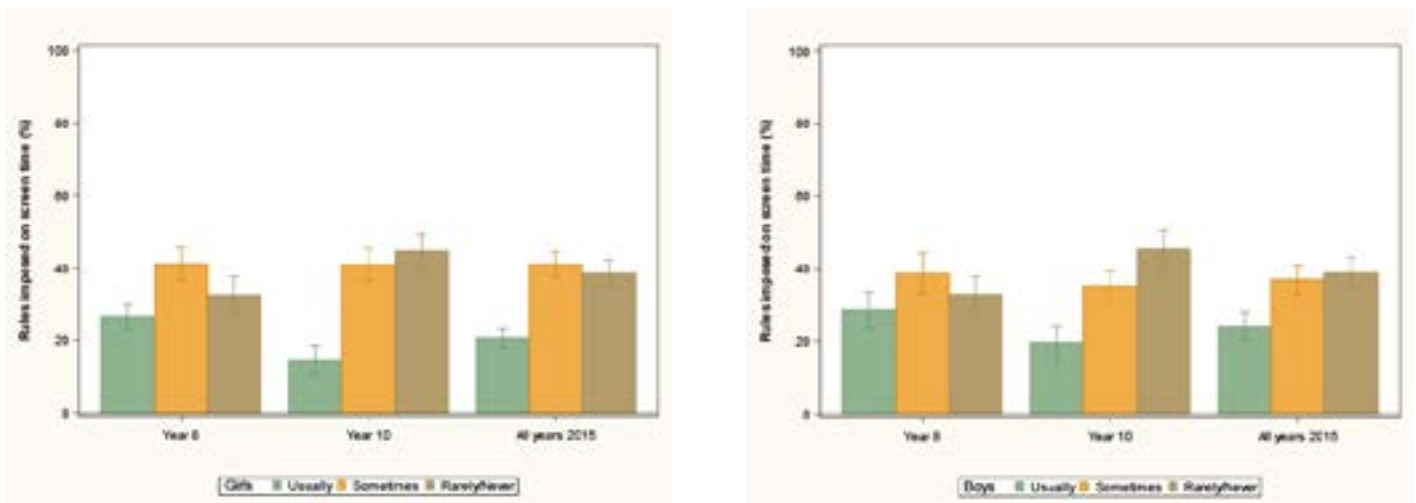 Rules imposed on screen time (%)
100
80
60
40
20
0
Year 8
Year 10
All years 2015
Girls Usually Sometimes Rarely/Never
Rules imposed on screen time (%)
100
80
60
40
20
0
Year 8
Year 10
All years 2015
Boys Usually Sometimes Rarely/Never